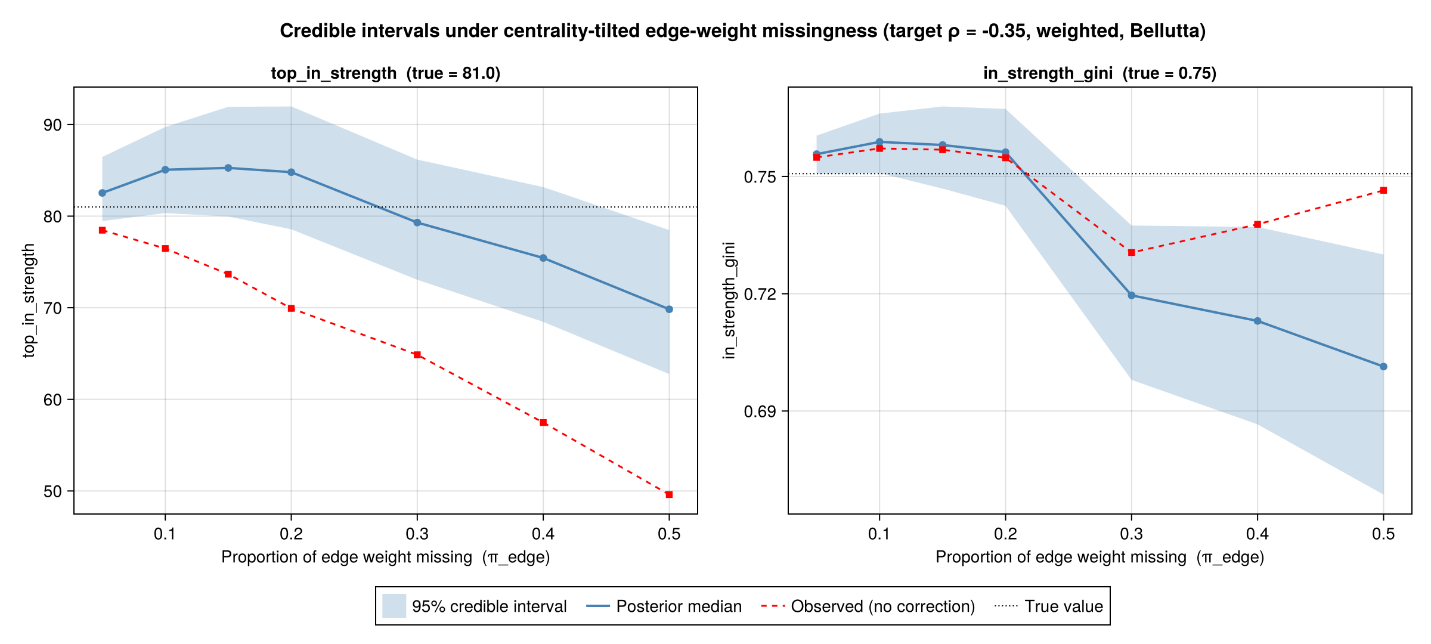 Credible intervals under centrality-tilted edge-weight missingness (target ρ = -0.35, weighted, Bellutta)
top_in_strength (true = 81.0)
90
80
70
60
50
top_in_strength
0.1
0.2
0.3
0.4
0.5
Proportion of edge weight missing (π_edge)
in_strength_gini (true = 0.75)
0.75
0.72
0.69
in_strength_gini
0.1
0.2
0.3
0.4
0.5
Proportion of edge weight missing (π_edge)
95% credible interval
Posterior median
Observed (no correction)
True value